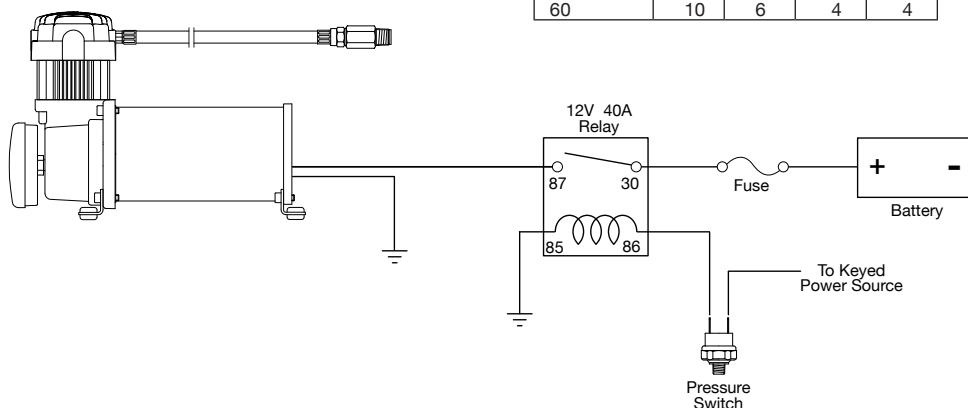 60 10 6 4 4
12V 40A
Relay
87 30
Fuse
+ -
Battery
85 86
To Keyed
Power Source
Pressure
Switch